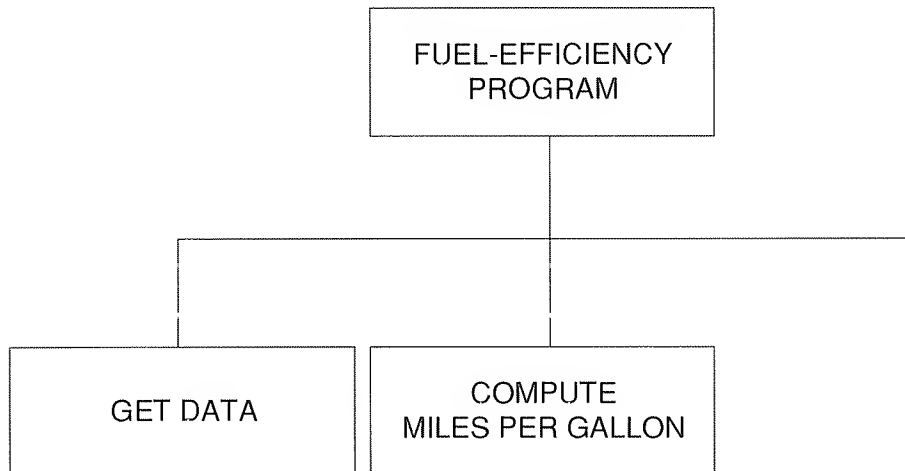 FUEL-EFFICIENCY
PROGRAM
GET DATA
COMPUTE
MILES PER GALLON